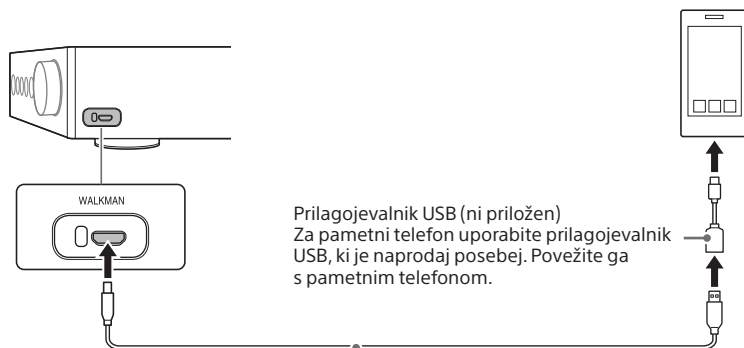 WALKMAN
Prilagojevalnik USB (ni priložen)
Za pametni telefon uporabite prilagojevalnik
USB, ki je naprodaj posebej. Povežite ga
s pametnim telefonom.